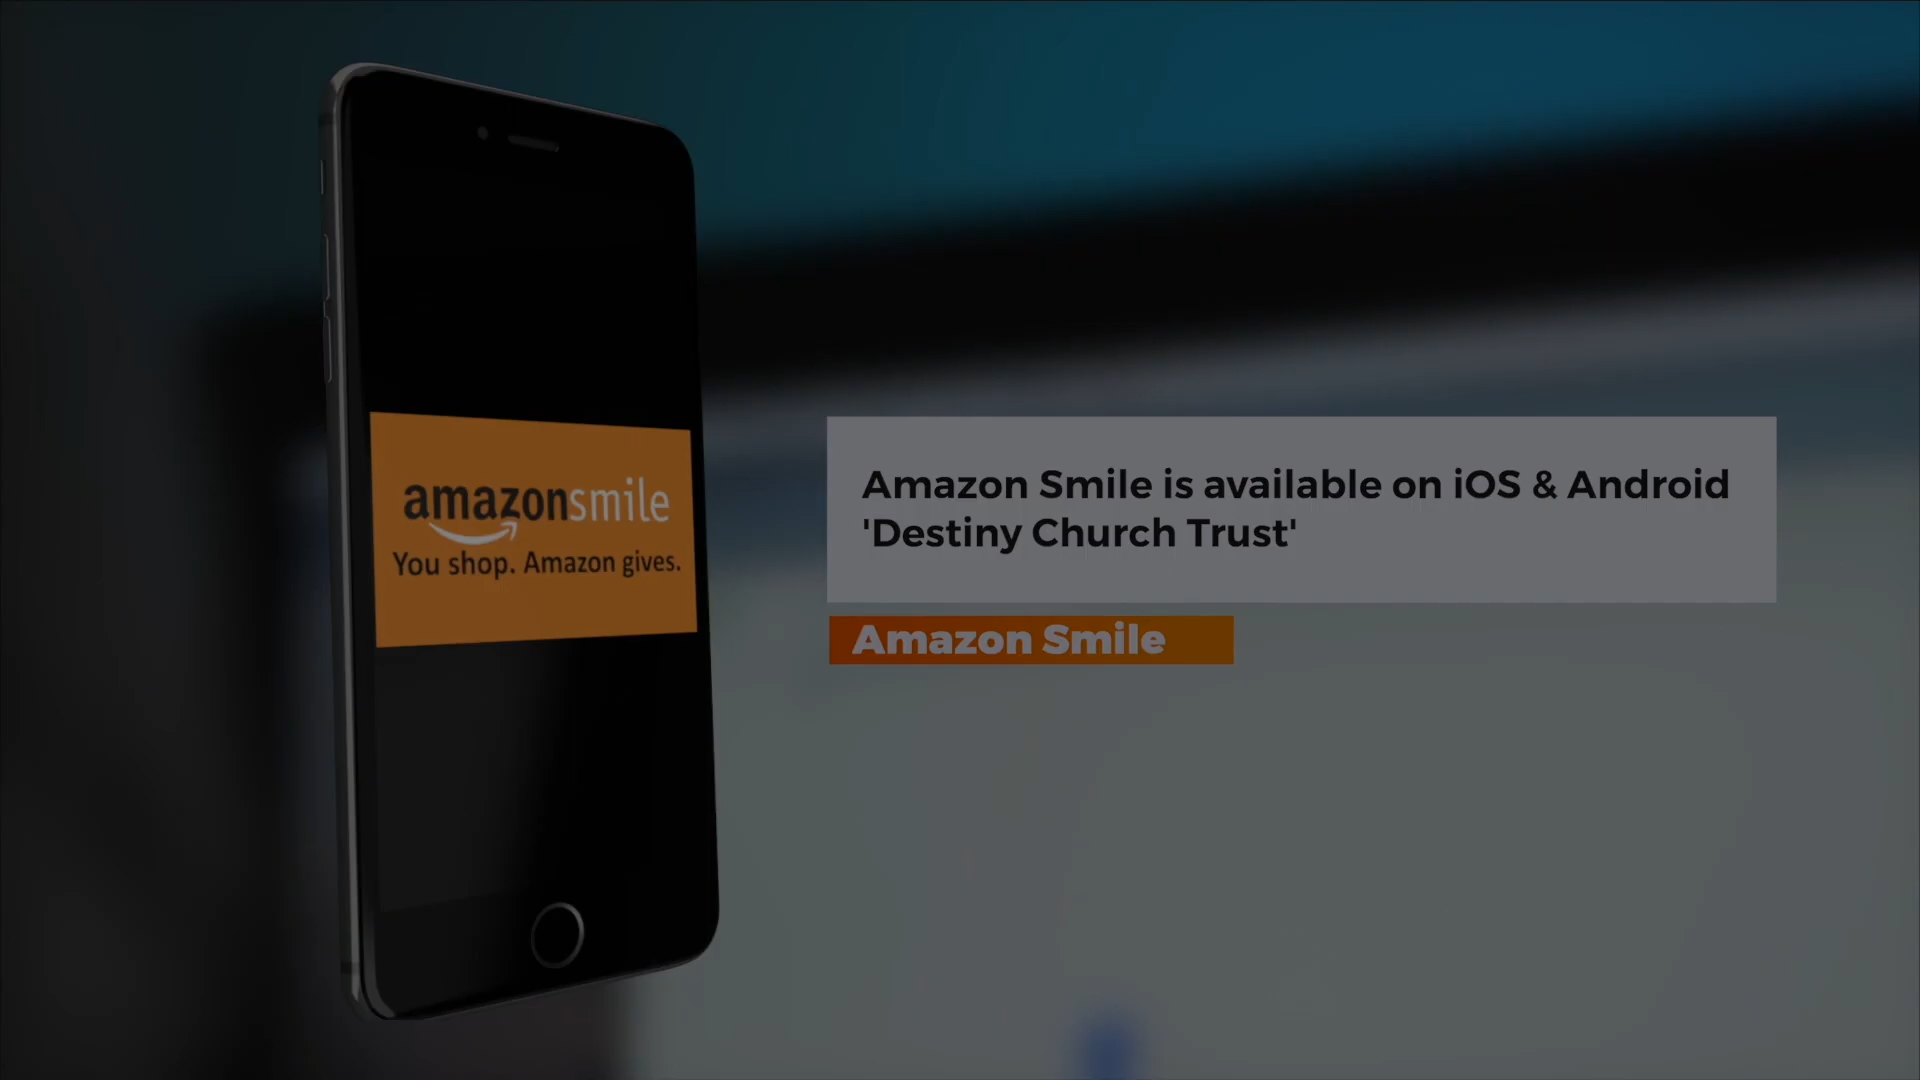 amazonsmile
You shop. Amazon gives.
Amazon Smile is available on iOS & Android
'Destiny Church Trust'
Amazon Smile